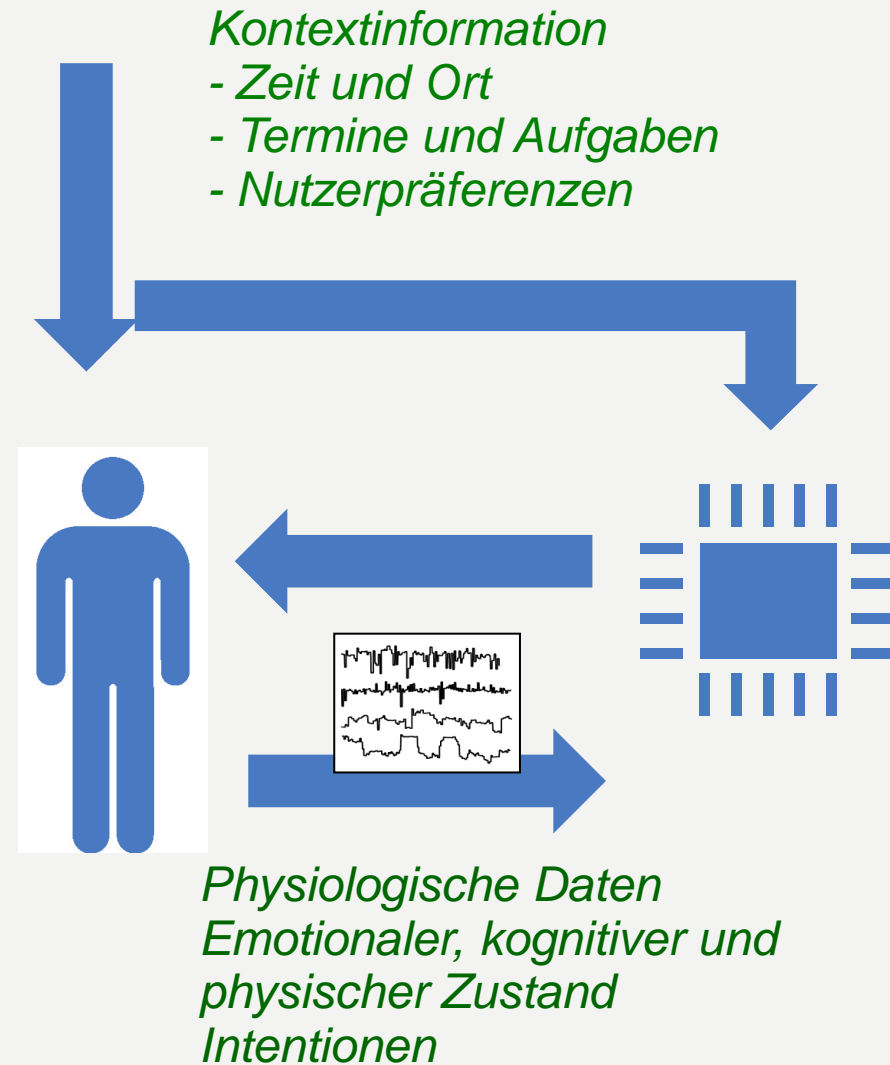 Kontextinformation
- Zeit und Ort
- Termine und Aufgaben
- Nutzerpräferenzen
Physiologische Daten
Emotionaler, kognitiver und
physischer Zustand
Intentionen